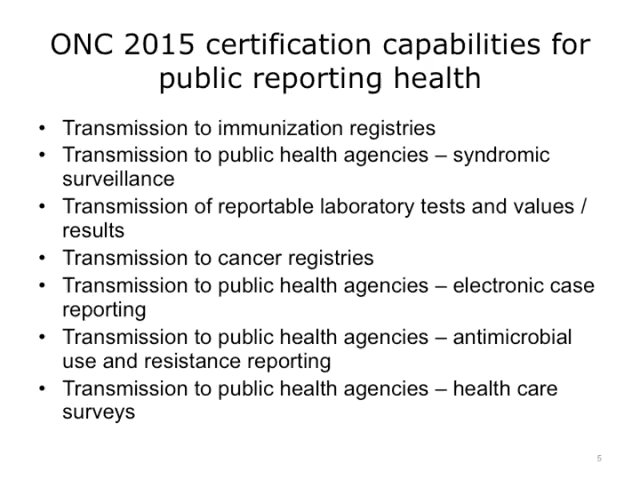 ONC 2015 certification capabilities for
public reporting health
• Transmission to immunization registries
• Transmission to public health agencies – syndromic
surveillance
• Transmission of reportable laboratory tests and values /
results
• Transmission to cancer registries
• Transmission to public health agencies – electronic case
reporting
• Transmission to public health agencies – antimicrobial
use and resistance reporting
• Transmission to public health agencies – health care
surveys
5